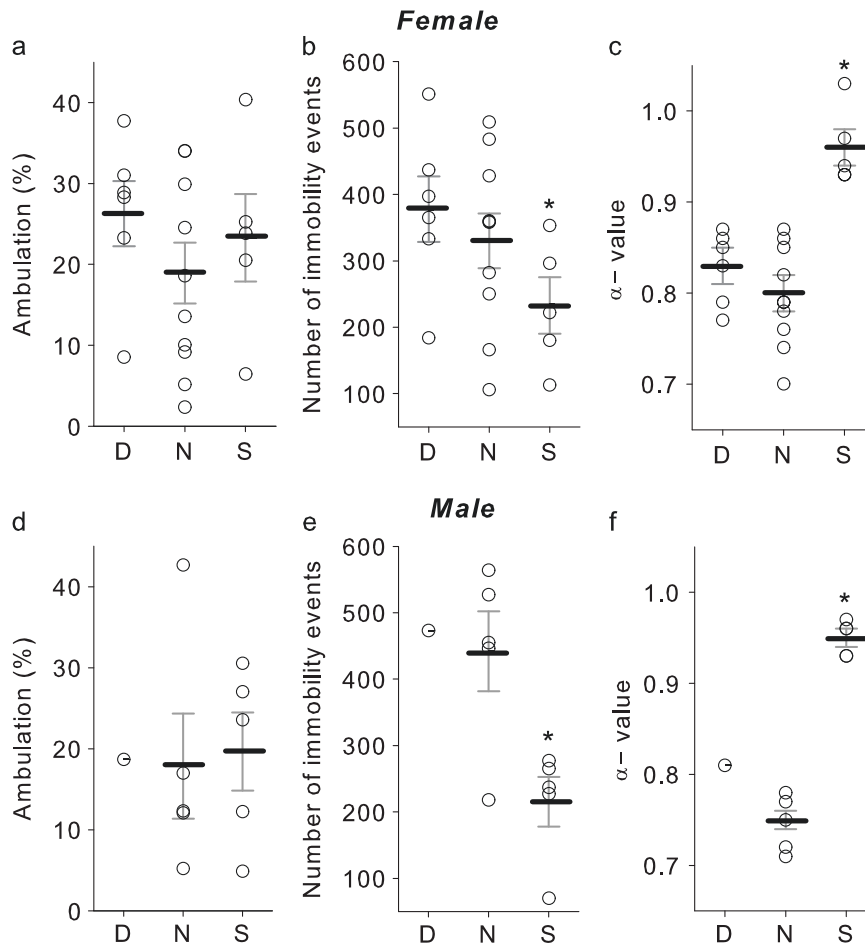 Female
a
Ambulation (%)
40
30
20
10
0
D N S
b
Number of immobility events
600
500
400
300
200
100
*
D N S
c
α− value
1.0
0.9
0.8
0.7
*
D N S
Male
d
Ambulation (%)
40
30
20
10
0
D N S
e
Number of immobility events
600
500
400
300
200
100
*
D N S
f
α− value
1.0
0.9
0.8
0.7
*
D N S